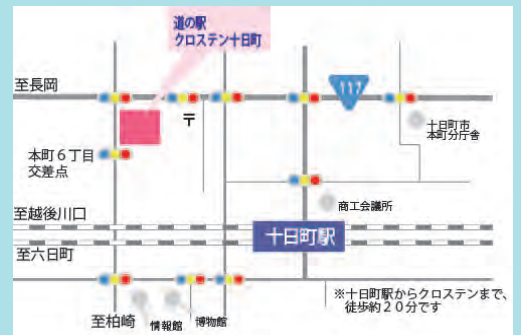 道の駅
クロステン十日町
至長岡
117
〒
十日町市
本町分庁舎
本町6丁目
交差点
商工会議所
至越後川口
十日町駅
至六日町
※十日町駅からクロステンまで、
徒歩約20分です
至柏崎
情報館
博物館